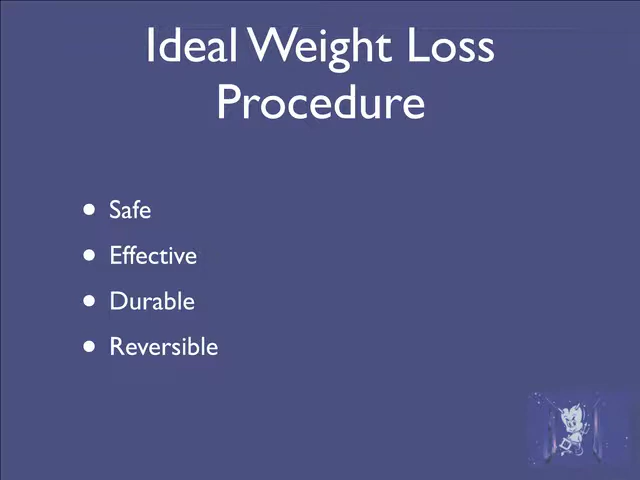 Ideal Weight Loss
Procedure
• Safe
• Effective
• Durable
• Reversible